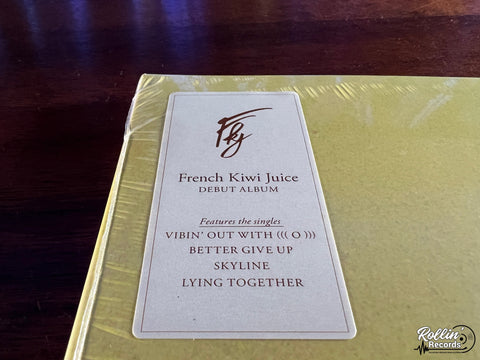 Fkj
French Kiwi Juice
DEBUT ALBUM
Features the singles
VIBIN' OUT WITH ((( O )))
BETTER GIVE UP
SKYLINE
LYING TOGETHER
Rollin
Records